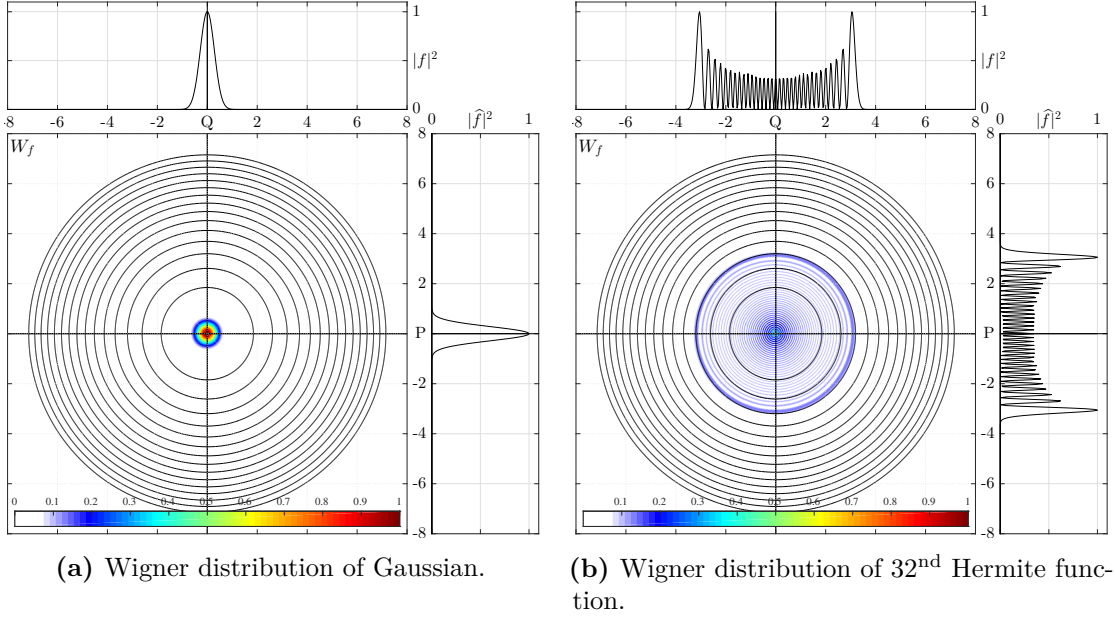 1
|f|²
0
-8 -6 -4 -2 Q 2 4 6 8
0 |f̂|² 1
W_f
8
6
4
2
P
-2
-4
-6
-8
0 0.1 0.2 0.3 0.4 0.5 0.6 0.7 0.8 0.9 1
(a) Wigner distribution of Gaussian.
1
|f|²
0
-8 -6 -4 -2 Q 2 4 6 8
0 |f̂|² 1
W_f
8
6
4
2
P
-2
-4
-6
-8
0.1 0.2 0.3 0.4 0.5 0.6 0.7 0.8 0.9 1
(b) Wigner distribution of 32nd Hermite func-
tion.